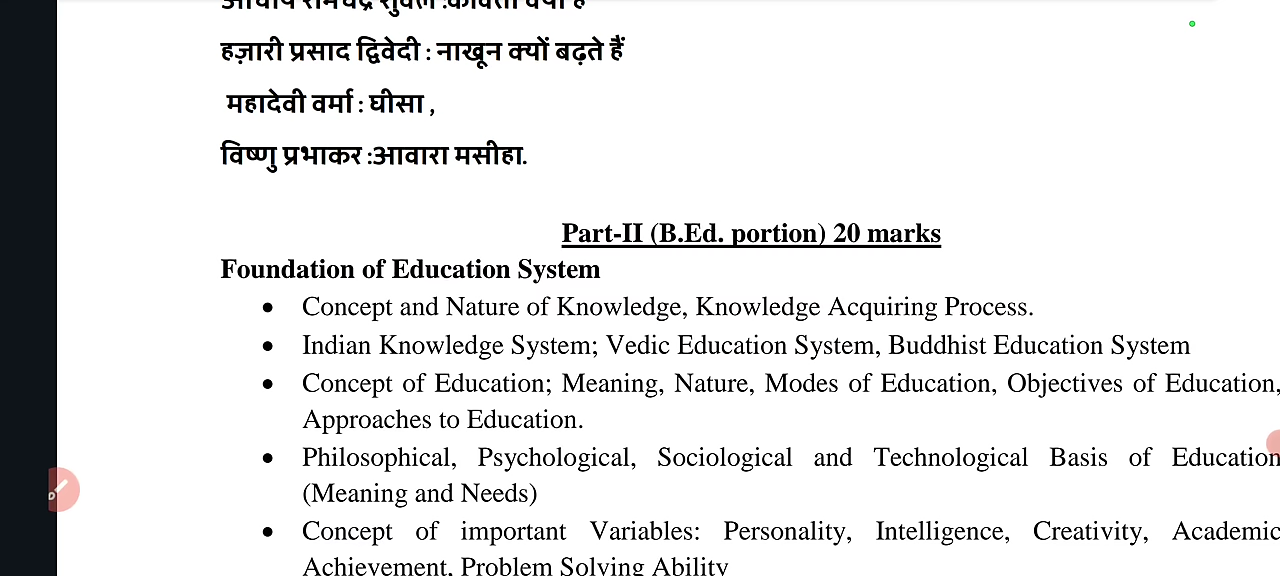 आचार्य रामचंद्र शुक्ल :कविता क्या है
हज़ारी प्रसाद द्विवेदी : नाखून क्यों बढ़ते हैं
महादेवी वर्मा : घीसा ,
विष्णु प्रभाकर :आवारा मसीहा.
Part-II (B.Ed. portion) 20 marks
Foundation of Education System
• Concept and Nature of Knowledge, Knowledge Acquiring Process.
• Indian Knowledge System; Vedic Education System, Buddhist Education System
• Concept of Education; Meaning, Nature, Modes of Education, Objectives of Education,
Approaches to Education.
• Philosophical, Psychological, Sociological and Technological Basis of Education
(Meaning and Needs)
• Concept of important Variables: Personality, Intelligence, Creativity, Academic
Achievement, Problem Solving Ability